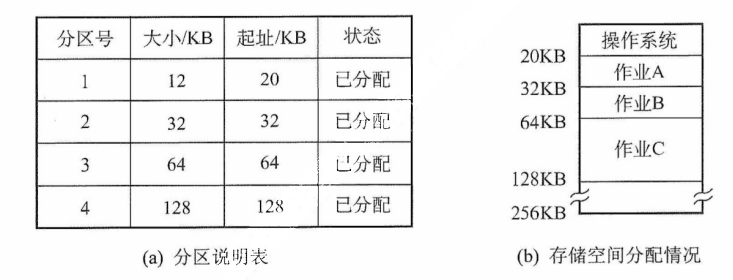 分区号 大小/KB 起址/KB 状态
1 12 20 已分配
2 32 32 已分配
3 64 64 已分配
4 128 128 已分配
(a) 分区说明表
操作系统
20KB
作业A
32KB
作业B
64KB
作业C
128KB
256KB
(b) 存储空间分配情况